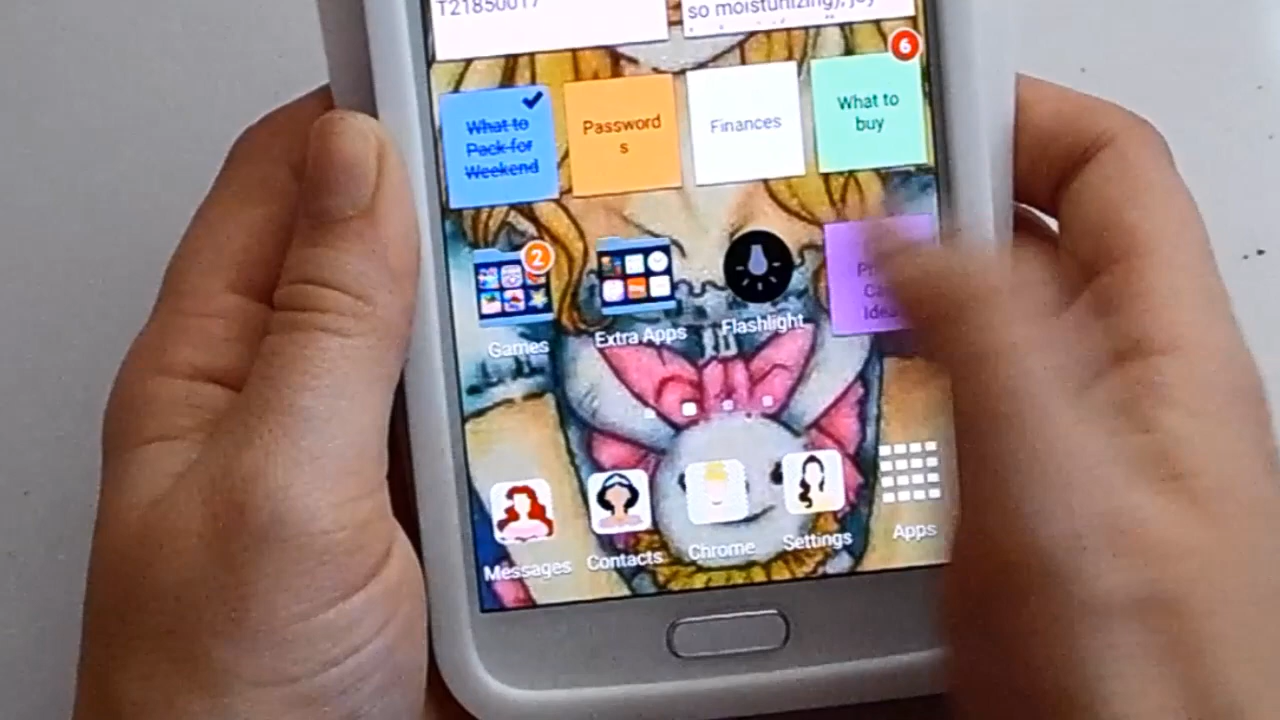 T21850017
so moisturizing), joy
6
What to
Pack for
Weekend
Password
s
Finances
What to
buy
2
Games
Extra Apps
Flashlight
Messages
Contacts
Chrome
Settings
Apps